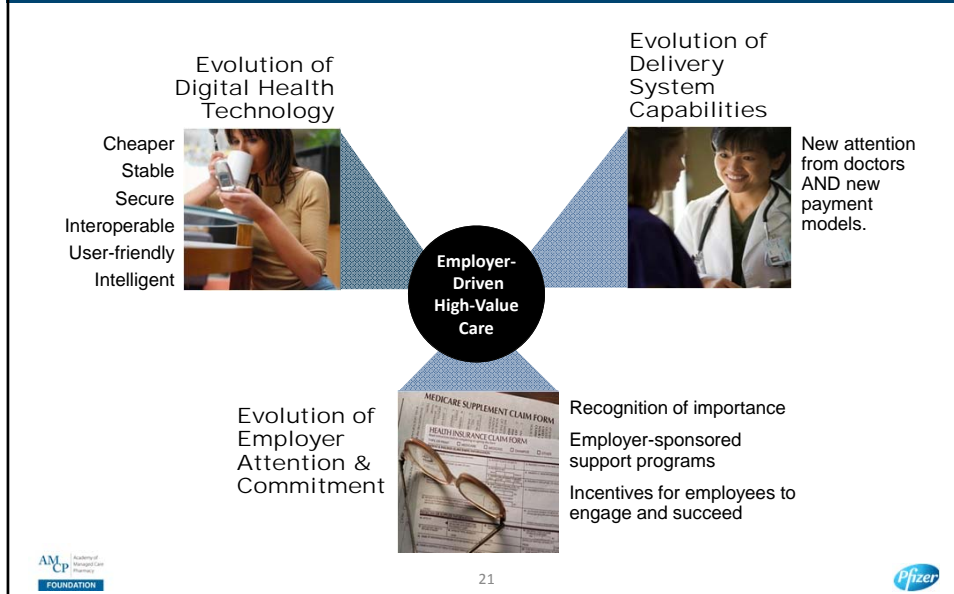 Evolution of
Digital Health
Technology
Cheaper
Stable
Secure
Interoperable
User-friendly
Intelligent
Evolution of
Delivery
System
Capabilities
New attention
from doctors
AND new
payment
models.
Employer-
Driven
High-Value
Care
Evolution of
Employer
Attention &
Commitment
MEDICARE SUPPLEMENT CLAIM FORM
HEALTH INSURANCE CLAIM FORM
Recognition of importance
Employer-sponsored
support programs
Incentives for employees to
engage and succeed
AMCP
Academy of
Managed Care
Pharmacy
FOUNDATION
21
Pfizer